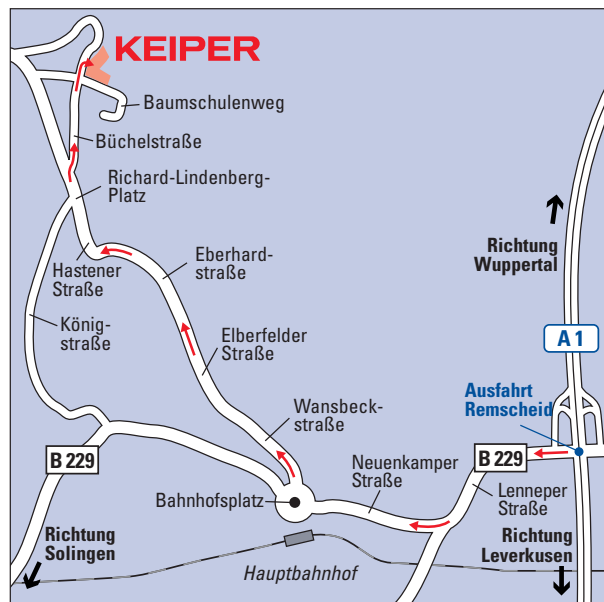 KEIPER
Baumschulenweg
Büchelstraße
Richard-Lindenberg-
Platz
Richtung
Wuppertal
Hastener
Straße
Eberhard-
straße
König-
straße
A 1
Elberfelder
Straße
Ausfahrt
Remscheid
Wansbeck-
straße
B 229
Neuenkamper
Straße
B 229
Lenneper
Straße
Bahnhofsplatz
Richtung
Solingen
Richtung
Leverkusen
Hauptbahnhof